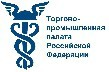 Торгово-
промышленная
палата
Российской
Федерации